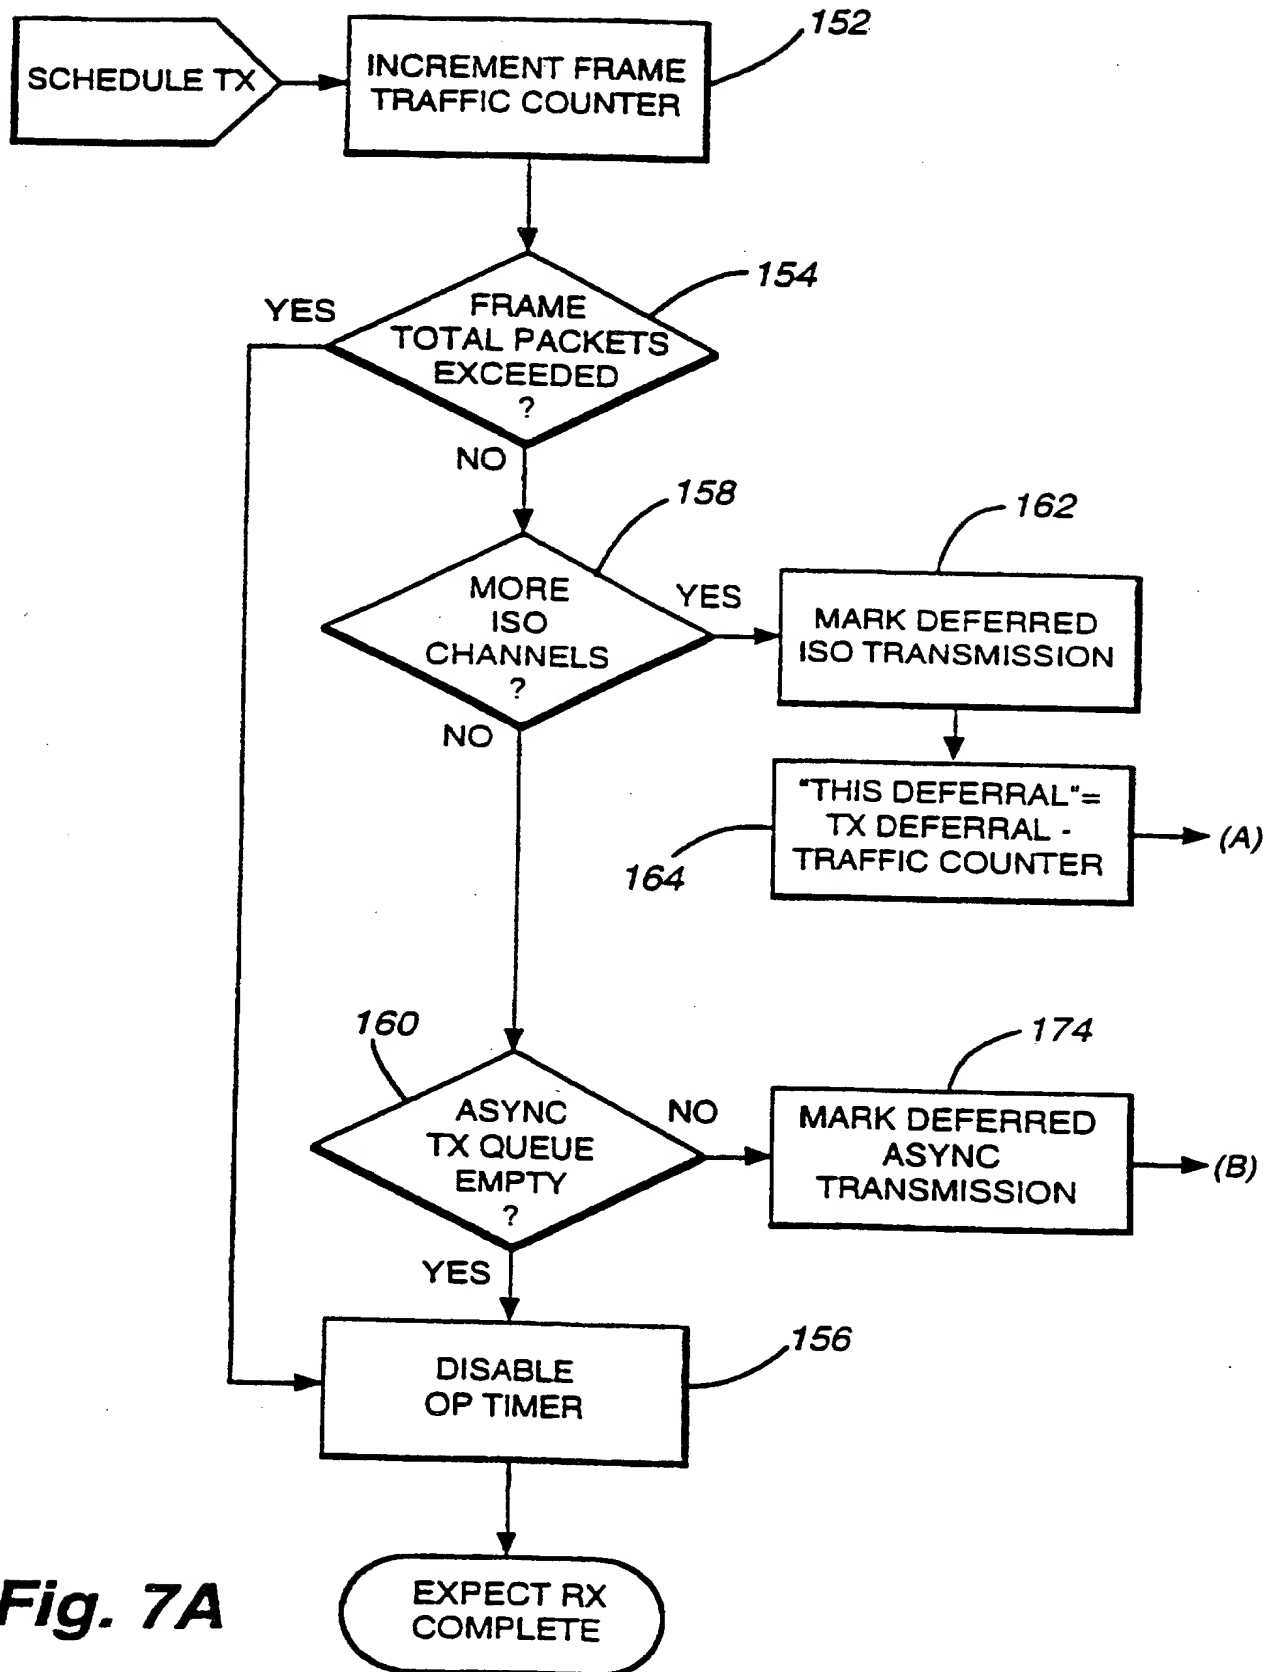 SCHEDULE TX
INCREMENT FRAME
TRAFFIC COUNTER
152
FRAME
TOTAL PACKETS
EXCEEDED
?
154
YES
NO
MORE
ISO
CHANNELS
?
158
YES
NO
MARK DEFERRED
ISO TRANSMISSION
162
"THIS DEFERRAL"=
TX DEFERRAL -
TRAFFIC COUNTER
164
(A)
ASYNC
TX QUEUE
EMPTY
?
160
NO
YES
MARK DEFERRED
ASYNC
TRANSMISSION
174
(B)
DISABLE
OP TIMER
156
EXPECT RX
COMPLETE
Fig. 7A